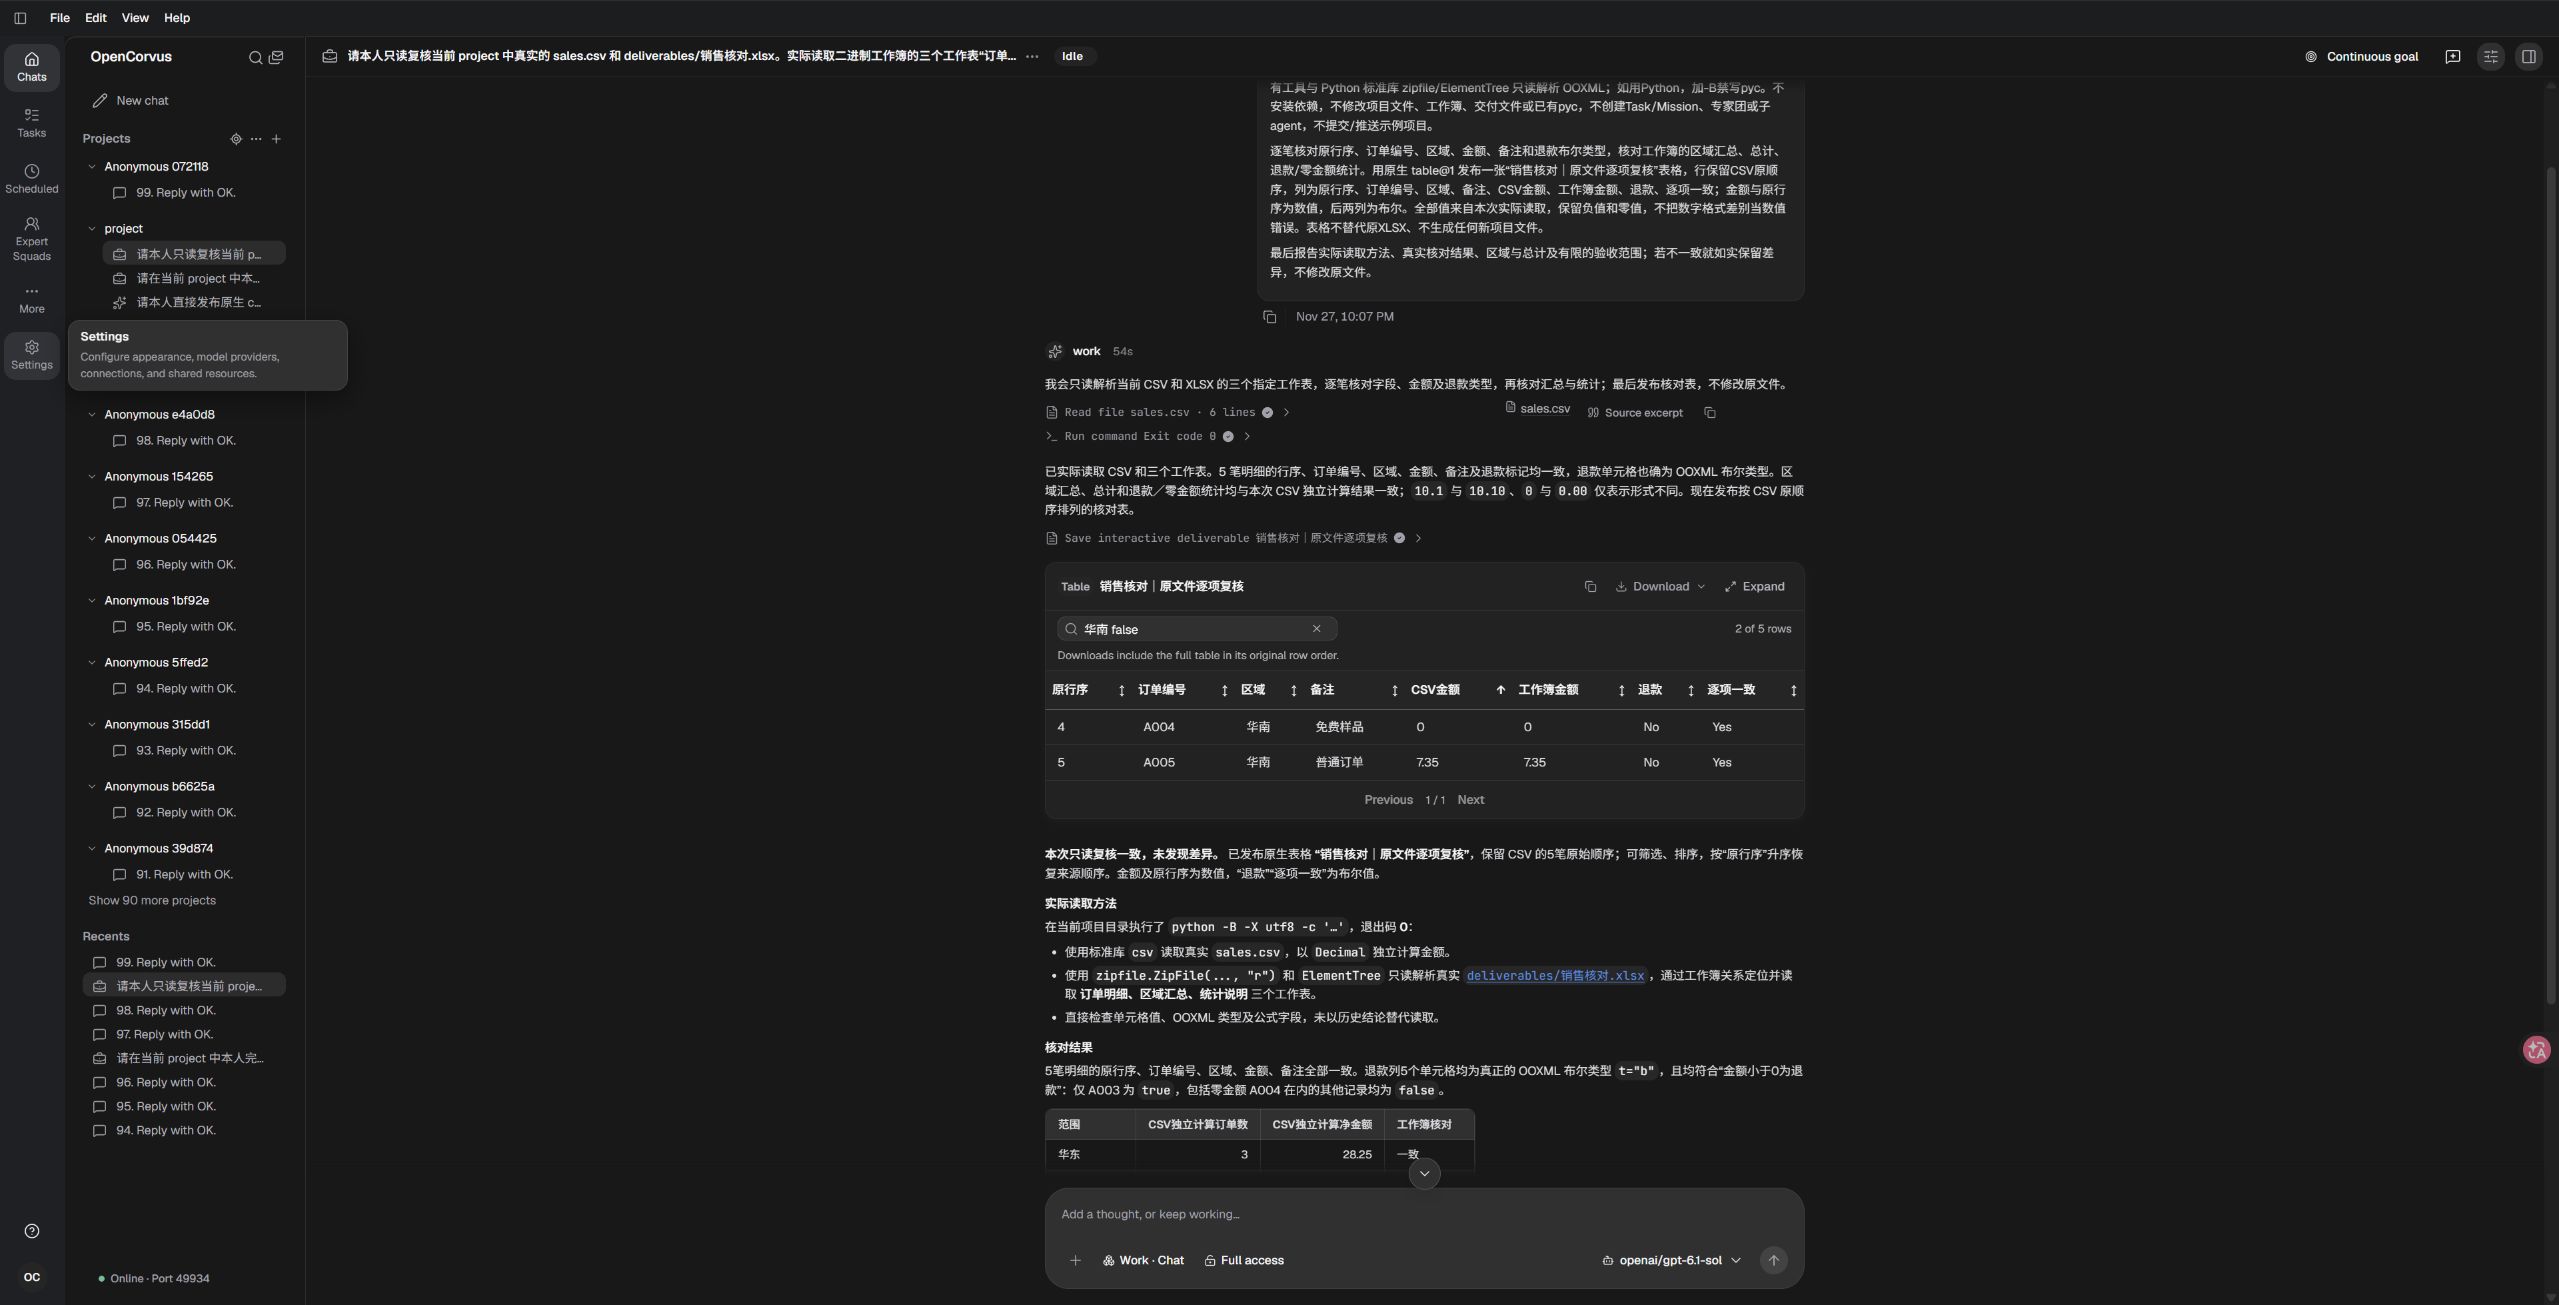 File Edit View Help
Chats
Tasks
Scheduled
Expert
Squads
More
Settings
OC
OpenCorvus
New chat
Projects
Anonymous 072118
99. Reply with OK.
project
请本人只读复核当前 p...
请在当前 project 中本...
请本人直接发布原生 c...
Settings
Configure appearance, model providers,
connections, and shared resources.
Anonymous e4a0d8
98. Reply with OK.
Anonymous 154265
97. Reply with OK.
Anonymous 054425
96. Reply with OK.
Anonymous 1bf92e
95. Reply with OK.
Anonymous 5ffed2
94. Reply with OK.
Anonymous 315dd1
93. Reply with OK.
Anonymous b6625a
92. Reply with OK.
Anonymous 39d874
91. Reply with OK.
Show 90 more projects
Recents
99. Reply with OK.
请本人只读复核当前 proje...
98. Reply with OK.
97. Reply with OK.
请在当前 project 中本人完...
96. Reply with OK.
95. Reply with OK.
94. Reply with OK.
Online · Port 49934
请本人只读复核当前 project 中真实的 sales.csv 和 deliverables/销售核对.xlsx。实际读取二进制工作簿的三个工作表“订单... ··· Idle
Continuous goal
有工具与 Python 标准库 zipfile/ElementTree 只读解析 OOXML；如用Python，加-B禁写pyc。不
安装依赖，不修改项目文件、工作簿、交付文件或已有pyc，不创建Task/Mission、专家团或子
agent，不提交/推送示例项目。
逐笔核对原行序、订单编号、区域、金额、备注和退款布尔类型，核对工作簿的区域汇总、总计、
退款/零金额统计。用原生 table@1 发布一张“销售核对｜原文件逐项复核”表格，行保留CSV原顺
序，列为原行序、订单编号、区域、备注、CSV金额、工作簿金额、退款、逐项一致；金额与原行
序为数值，后两列为布尔。全部值来自本次实际读取，保留负值和零值，不把数字格式差别当数值
错误。表格不替代原XLSX、不生成任何新项目文件。
最后报告实际读取方法、真实核对结果、区域与总计及有限的验收范围；若不一致就如实保留差
异，不修改原文件。
Nov 27, 10:07 PM
work 54s
我会只读解析当前 CSV 和 XLSX 的三个指定工作表，逐笔核对字段、金额及退款类型，再核对汇总与统计；最后发布核对表，不修改原文件。
Read file sales.csv · 6 lines sales.csv Source excerpt
Run command Exit code 0
已实际读取 CSV 和三个工作表。5 笔明细的行序、订单编号、区域、金额、备注及退款标记均一致，退款单元格也确为 OOXML 布尔类型。区
域汇总、总计和退款／零金额统计均与本次 CSV 独立计算结果一致；10.1 与 10.10、0 与 0.00 仅表示形式不同。现在发布按 CSV 原顺
序排列的核对表。
Save interactive deliverable 销售核对｜原文件逐项复核
Table 销售核对｜原文件逐项复核 Download Expand
华南 false 2 of 5 rows
Downloads include the full table in its original row order.
原行序 订单编号 区域 备注 CSV金额 工作簿金额 退款 逐项一致
4 A004 华南 免费样品 0 0 No Yes
5 A005 华南 普通订单 7.35 7.35 No Yes
Previous 1 / 1 Next
本次只读复核一致，未发现差异。 已发布原生表格 “销售核对｜原文件逐项复核”，保留 CSV 的5笔原始顺序；可筛选、排序，按“原行序”升序恢
复来源顺序。金额及原行序为数值，“退款”“逐项一致”为布尔值。
实际读取方法
在当前项目目录执行了 python -B -X utf8 -c '…'，退出码 0：
• 使用标准库 csv 读取真实 sales.csv，以 Decimal 独立计算金额。
• 使用 zipfile.ZipFile(..., "r") 和 ElementTree 只读解析真实 deliverables/销售核对.xlsx，通过工作簿关系定位并读
取 订单明细、区域汇总、统计说明 三个工作表。
• 直接检查单元格值、OOXML 类型及公式字段，未以历史结论替代读取。
核对结果
5笔明细的原行序、订单编号、区域、金额、备注全部一致。退款列5个单元格均为真正的 OOXML 布尔类型 t="b"，且均符合“金额小于0为退
款”：仅 A003 为 true，包括零金额 A004 在内的其他记录均为 false。
范围 CSV独立计算订单数 CSV独立计算净金额 工作簿核对
华东 3 28.25 一致
Add a thought, or keep working...
Work · Chat Full access openai/gpt-6.1-sol